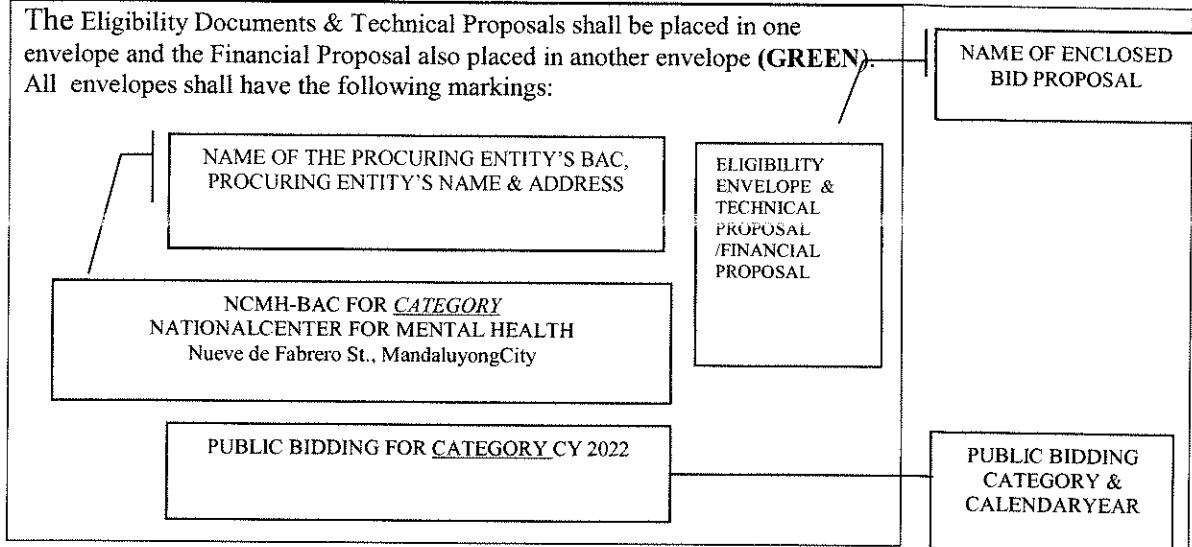 The Eligibility Documents & Technical Proposals shall be placed in one
envelope and the Financial Proposal also placed in another envelope (GREEN).
All envelopes shall have the following markings:
NAME OF ENCLOSED
BID PROPOSAL
NAME OF THE PROCURING ENTITY'S BAC,
PROCURING ENTITY'S NAME & ADDRESS
ELIGIBILITY
ENVELOPE &
TECHNICAL
PROPOSAL
/FINANCIAL
PROPOSAL
NCMH-BAC FOR CATEGORY
NATIONALCENTER FOR MENTAL HEALTH
Nueve de Fabrero St., MandaluyongCity
PUBLIC BIDDING FOR CATEGORY CY 2022
PUBLIC BIDDING
CATEGORY &
CALENDARYEAR